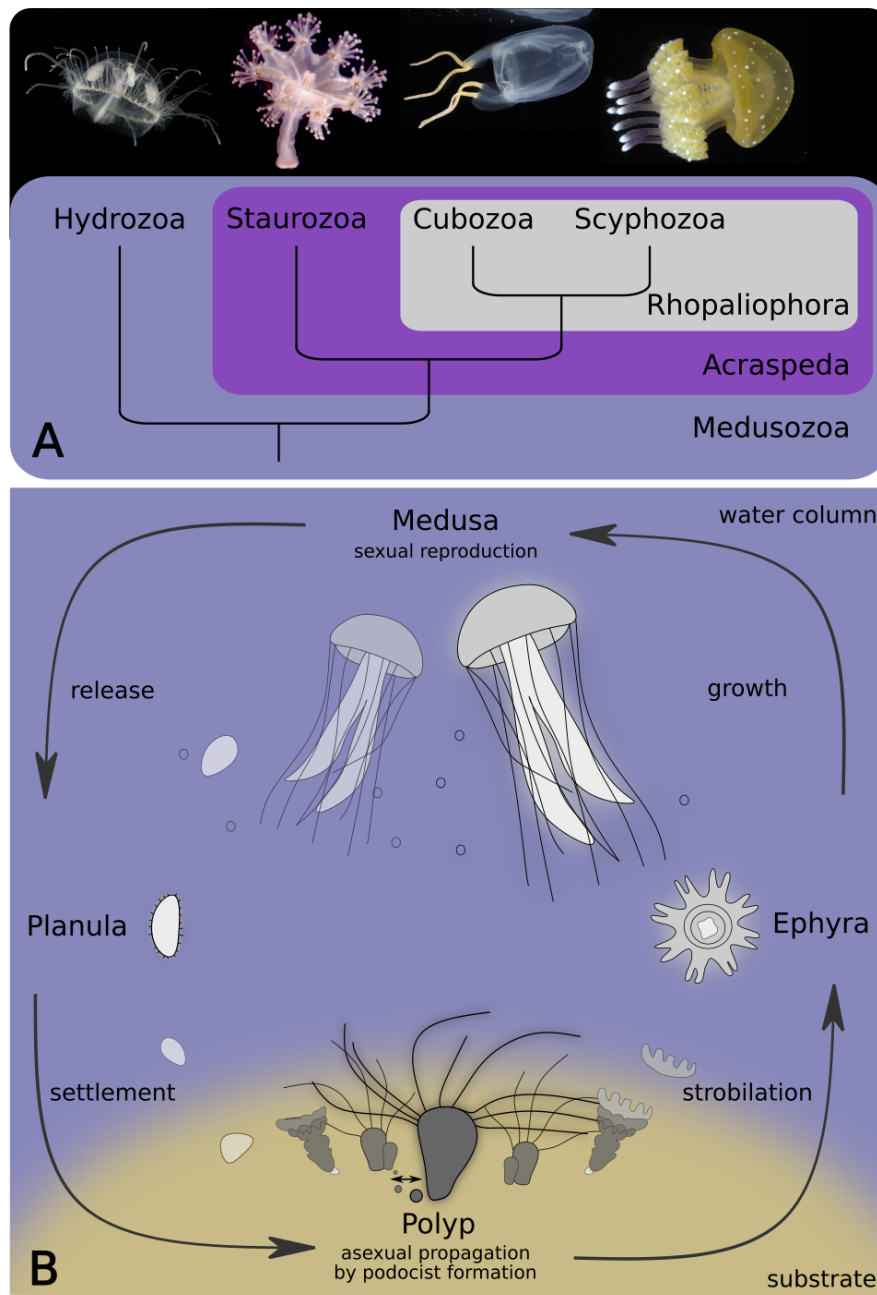 Hydrozoa
Staurozoa
Cubozoa
Scyphozoa
Rhopaliophora
Acraspeda
Medusozoa
A
Medusa
sexual reproduction
water column
release
growth
Planula
Ephyra
settlement
strobilation
Polyp
asexual propagation
by podocist formation
substrate
B